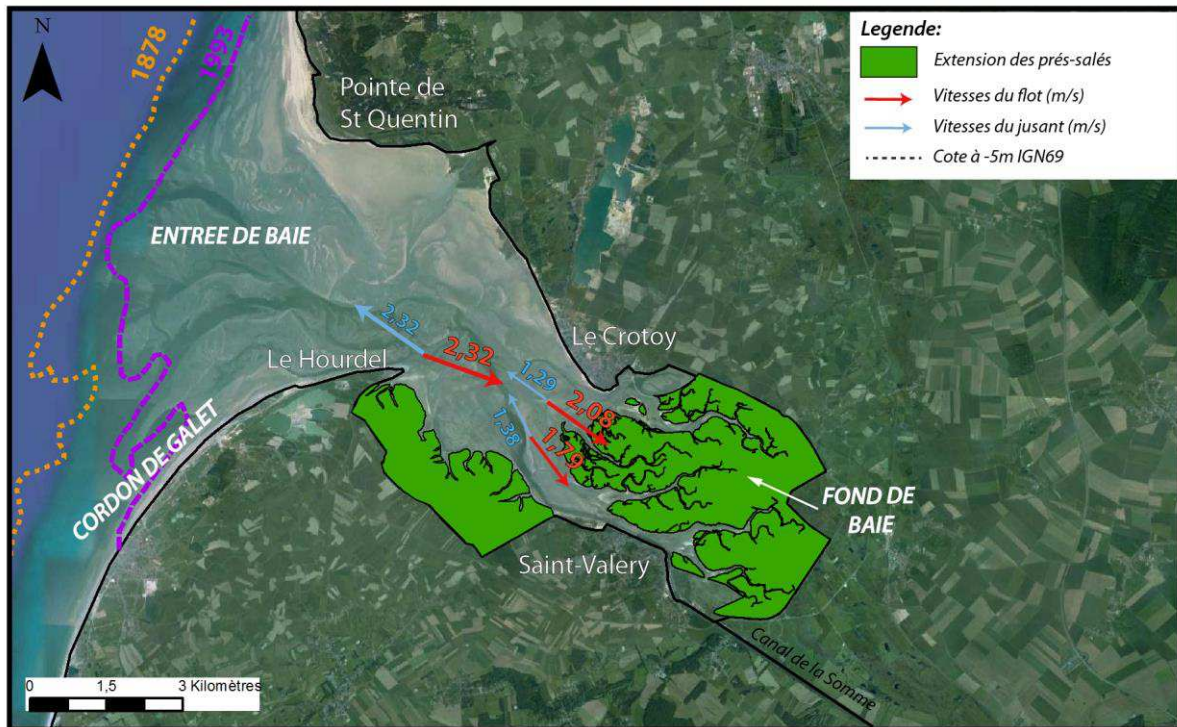 N
1878
1993
Pointe de
St Quentin
Legende:
Extension des prés-salés
Vitesses du flot (m/s)
Vitesses du jusant (m/s)
Cote à -5m IGN69
ENTREE DE BAIE
2,32
2,32
Le Hourdel
Le Crotoy
1,29
2,08
1,38
1,79
CORDON DE GALET
FOND DE
BAIE
Saint-Valery
Canal de la Somme
0 1,5 3 Kilomètres